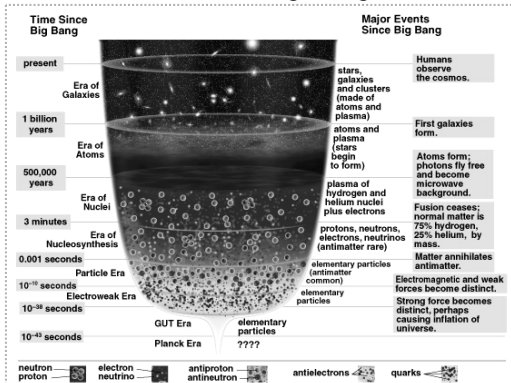 Time Since
Big Bang
Major Events
Since Big Bang
present
Era of
Galaxies
stars,
galaxies
and clusters
(made of
atoms and
plasma)
Humans
observe
the cosmos.
1 billion
years
Era of
Atoms
atoms and
plasma
(stars
begin
to form)
First galaxies
form.
500,000
years
Era of
Nuclei
plasma of
hydrogen and
helium nuclei
plus electrons
Atoms form;
photons fly free
and become
microwave
background.
3 minutes
Era of
Nucleosynthesis
protons, neutrons,
electrons, neutrinos
(antimatter rare)
Fusion ceases;
normal matter is
75% hydrogen,
25% helium, by
mass.
0.001 seconds
Particle Era
elementary particles
(antimatter
common)
Matter annihilates
antimatter.
10⁻¹⁰ seconds
Electroweak Era
elementary
particles
Electromagnetic and weak
forces become distinct.
10⁻³⁸ seconds
GUT Era
elementary
particles
Strong force becomes
distinct, perhaps
causing inflation of
universe.
10⁻⁴³ seconds
Planck Era
????
neutron
proton
electron
neutrino
antiproton
antineutron
antielectrons
quarks